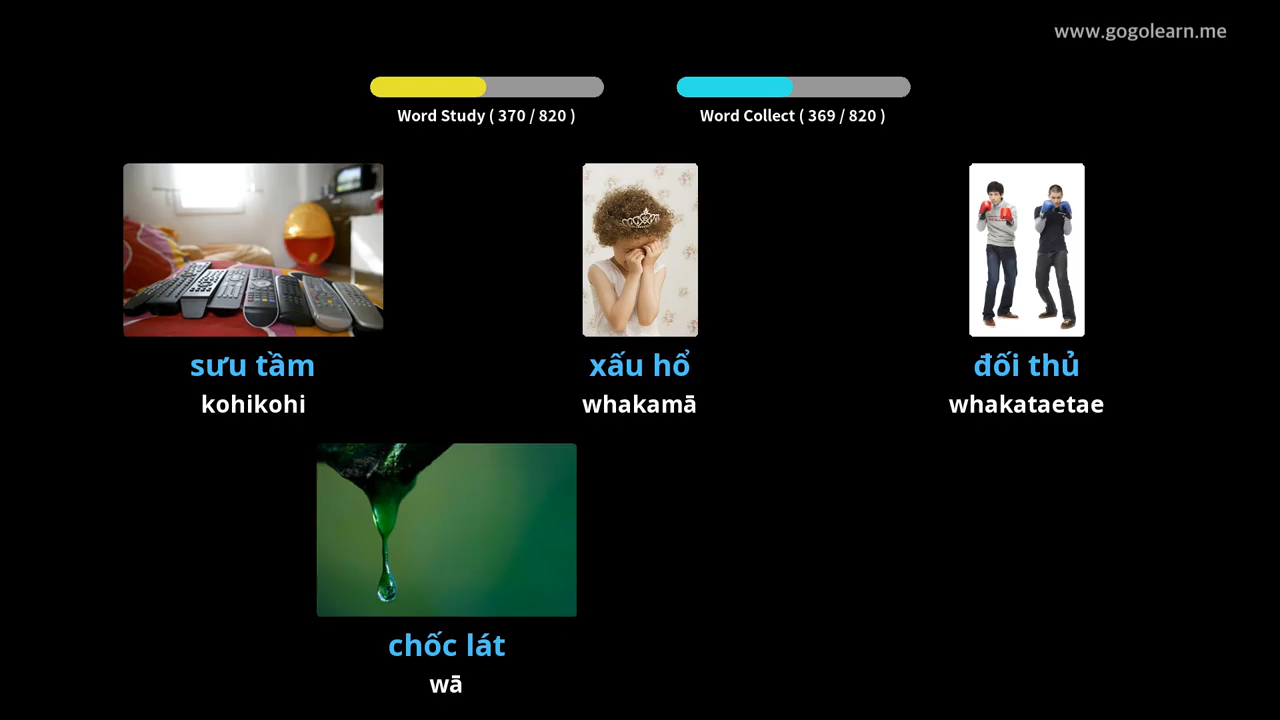 www.gogolearn.me
Word Study ( 370 / 820 )
Word Collect ( 369 / 820 )
sưu tầm
kohikohi
xấu hổ
whakamā
đối thủ
whakataetae
chốc lát
wā